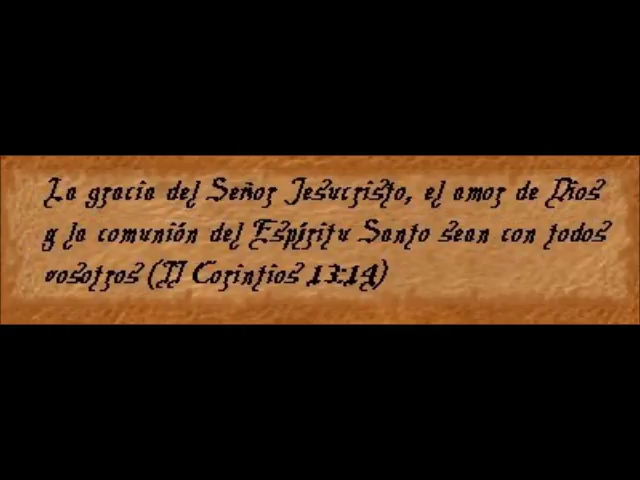 La gracia del Señor Jesucristo, el amor de Dios
y la comunión del Espíritu Santo sean con todos
vosotros (II Corintios 13:14)